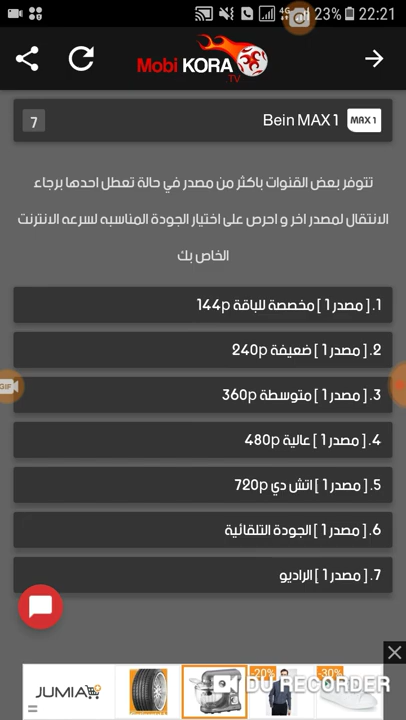 4G 23% 22:21
Mobi KORA
.TV
7 Bein MAX 1 MAX 1
تتوفر بعض القنوات باكثر من مصدر في حالة تعطل احدها برجاء
الانتقال لمصدر اخر و احرص على اختيار الجودة المناسبه لسرعه الانترنت
الخاص بك
1. [ مصدر 1 ] مخصصة للباقة 144p
2. [ مصدر 1 ] ضعيفة 240p
GIF
3. [ مصدر 1 ] متوسطة 360p
4. [ مصدر 1 ] عالية 480p
5. [ مصدر 1 ] اتش دي 720p
6. [ مصدر 1 ] الجودة التلقائية
7. [ مصدر 1 ] الراديو
-20% -30%
JUMIA
DU RECORDER